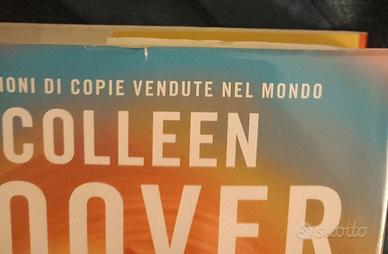 IONI DI COPIE VENDUTE NEL MONDO
COLLEEN
OOVER
subito